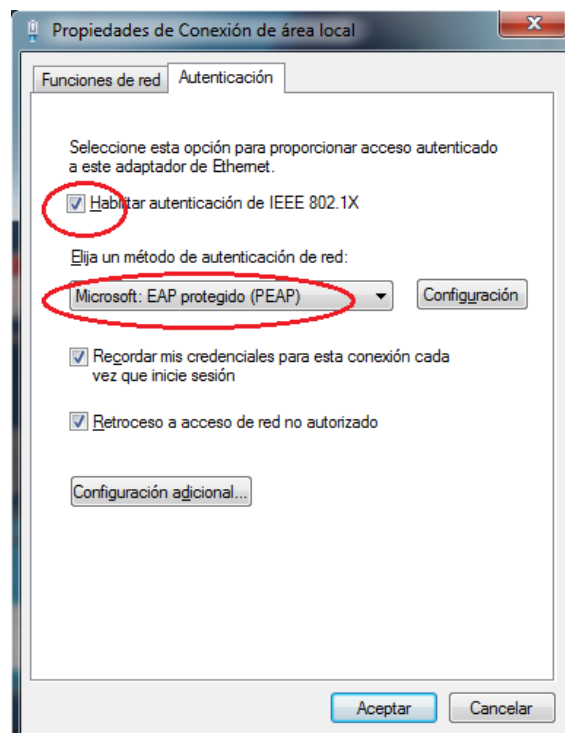 Propiedades de Conexión de área local
Funciones de red
Autenticación
Seleccione esta opción para proporcionar acceso autenticado
a este adaptador de Ethernet.
Habilitar autenticación de IEEE 802.1X
Elija un método de autenticación de red:
Microsoft: EAP protegido (PEAP)
Configuración
Recordar mis credenciales para esta conexión cada
vez que inicie sesión
Retroceso a acceso de red no autorizado
Configuración adicional...
Aceptar
Cancelar